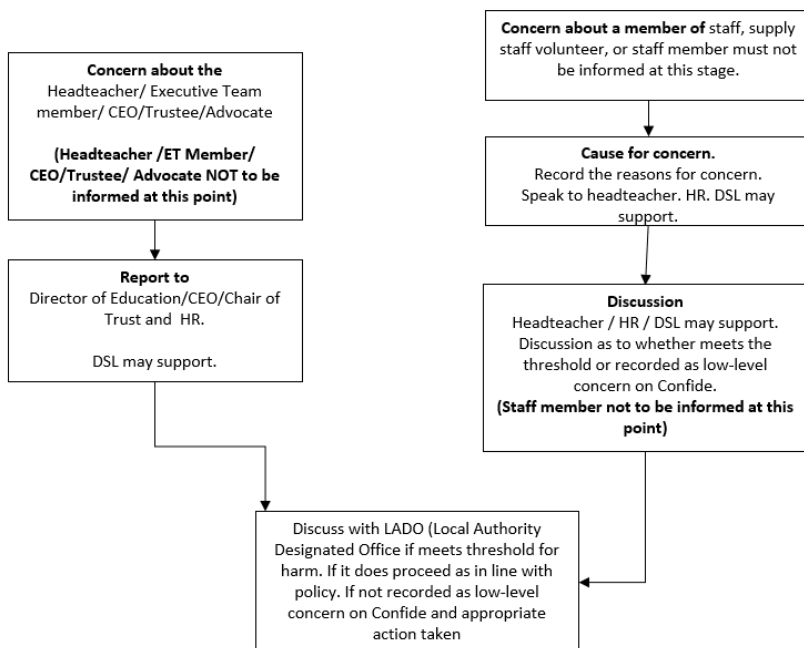 Concern about the
Headteacher/ Executive Team
member/ CEO/Trustee/Advocate
(Headteacher /ET Member/
CEO/Trustee/ Advocate NOT to be
informed at this point)
Report to
Director of Education/CEO/Chair of
Trust and HR.
DSL may support.
Concern about a member of staff, supply
staff volunteer, or staff member must not
be informed at this stage.
Cause for concern.
Record the reasons for concern.
Speak to headteacher. HR. DSL may
support.
Discussion
Headteacher / HR / DSL may support.
Discussion as to whether meets the
threshold or recorded as low-level
concern on Confide.
(Staff member not to be informed at this
point)
Discuss with LADO (Local Authority
Designated Office if meets threshold for
harm. If it does proceed as in line with
policy. If not recorded as low-level
concern on Confide and appropriate
action taken